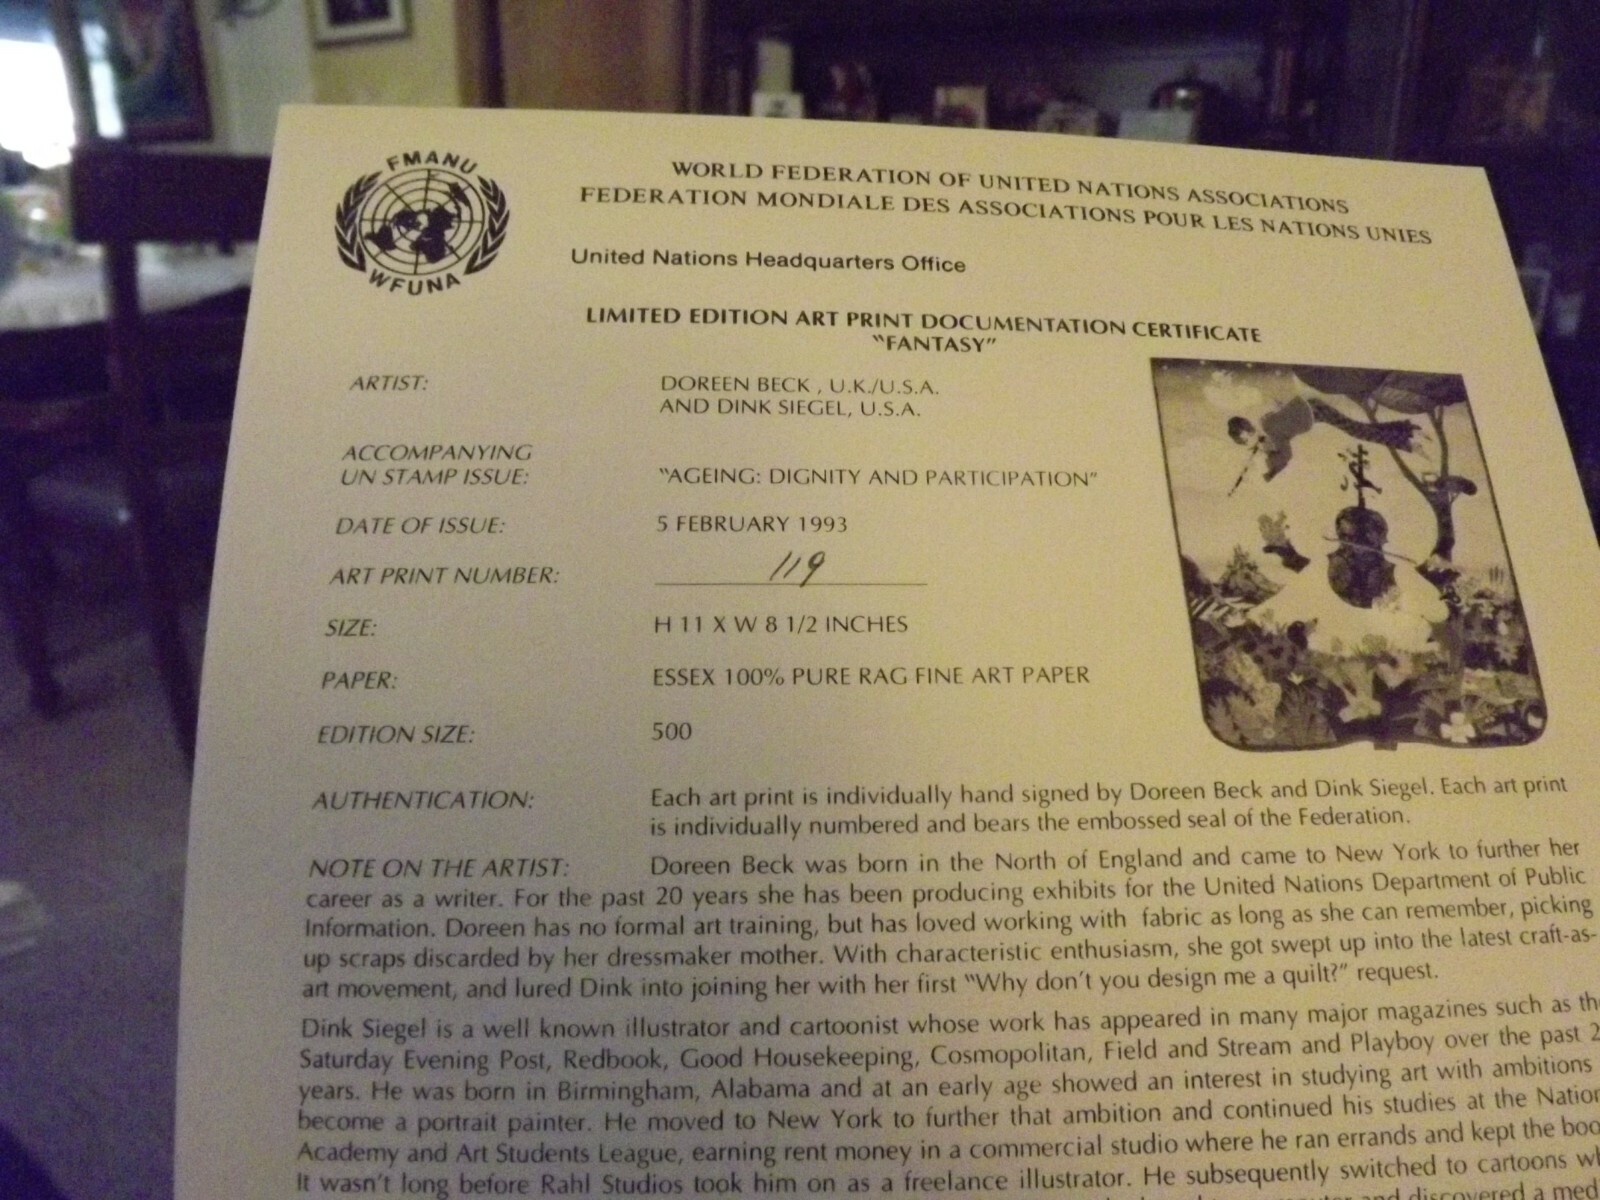 FMANU
WFUNA
WORLD FEDERATION OF UNITED NATIONS ASSOCIATIONS
FEDERATION MONDIALE DES ASSOCIATIONS POUR LES NATIONS UNIES
United Nations Headquarters Office
LIMITED EDITION ART PRINT DOCUMENTATION CERTIFICATE
"FANTASY"
ARTIST: DOREEN BECK , U.K./U.S.A.
AND DINK SIEGEL, U.S.A.
ACCOMPANYING
UN STAMP ISSUE: "AGEING: DIGNITY AND PARTICIPATION"
DATE OF ISSUE: 5 FEBRUARY 1993
ART PRINT NUMBER: 119
SIZE: H 11 X W 8 1/2 INCHES
PAPER: ESSEX 100% PURE RAG FINE ART PAPER
EDITION SIZE: 500
AUTHENTICATION: Each art print is individually hand signed by Doreen Beck and Dink Siegel. Each art print
is individually numbered and bears the embossed seal of the Federation.
NOTE ON THE ARTIST: Doreen Beck was born in the North of England and came to New York to further her
career as a writer. For the past 20 years she has been producing exhibits for the United Nations Department of Public
Information. Doreen has no formal art training, but has loved working with fabric as long as she can remember, picking
up scraps discarded by her dressmaker mother. With characteristic enthusiasm, she got swept up into the latest craft-as-
art movement, and lured Dink into joining her with her first "Why don't you design me a quilt?" request.
Dink Siegel is a well known illustrator and cartoonist whose work has appeared in many major magazines such as
Saturday Evening Post, Redbook, Good Housekeeping, Cosmopolitan, Field and Stream and Playboy over the past
years. He was born in Birmingham, Alabama and at an early age showed an interest in studying art with ambitions
become a portrait painter. He moved to New York to further that ambition and continued his studies at the
Academy and Art Students League, earning rent money in a commercial studio where he ran errands and kept the
It wasn't long before Rahl Studios took him on as a freelance illustrator. He subsequently switched to cartoons
and discovered a